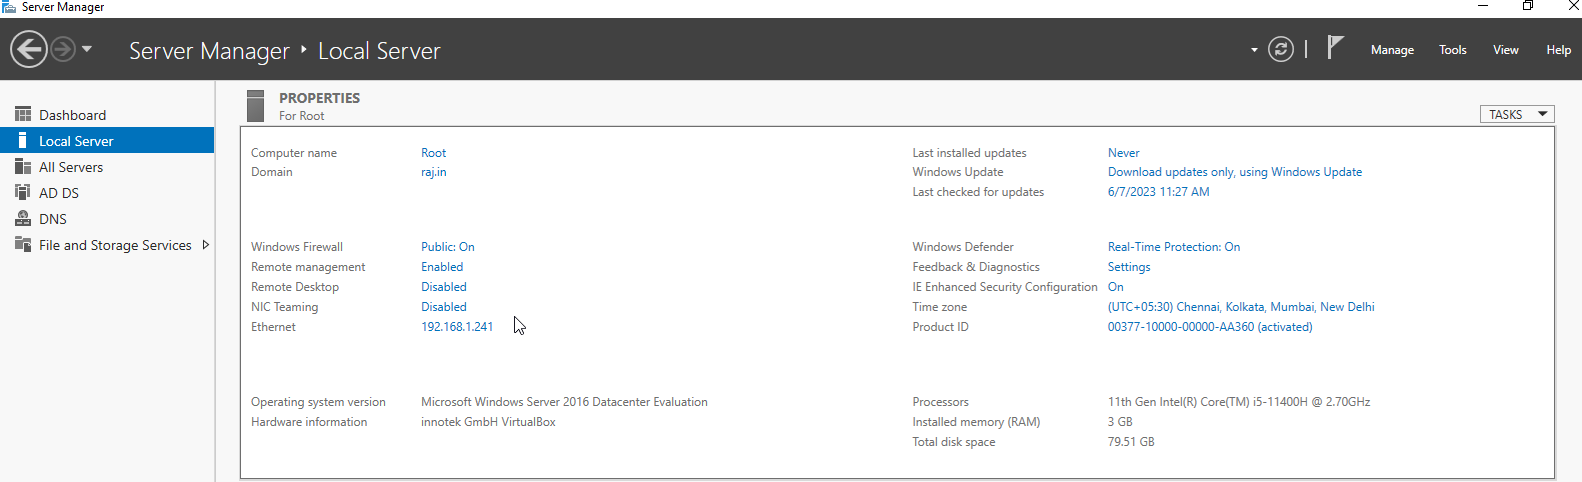 Server Manager
Server Manager ‣ Local Server
Manage Tools View Help
Dashboard
Local Server
All Servers
AD DS
DNS
File and Storage Services
PROPERTIES
For Root
TASKS
Computer name Root
Domain raj.in
Last installed updates Never
Windows Update Download updates only, using Windows Update
Last checked for updates 6/7/2023 11:27 AM
Windows Firewall Public: On
Remote management Enabled
Remote Desktop Disabled
NIC Teaming Disabled
Ethernet 192.168.1.241
Windows Defender Real-Time Protection: On
Feedback & Diagnostics Settings
IE Enhanced Security Configuration On
Time zone (UTC+05:30) Chennai, Kolkata, Mumbai, New Delhi
Product ID 00377-10000-00000-AA360 (activated)
Operating system version Microsoft Windows Server 2016 Datacenter Evaluation
Hardware information innotek GmbH VirtualBox
Processors 11th Gen Intel(R) Core(TM) i5-11400H @ 2.70GHz
Installed memory (RAM) 3 GB
Total disk space 79.51 GB